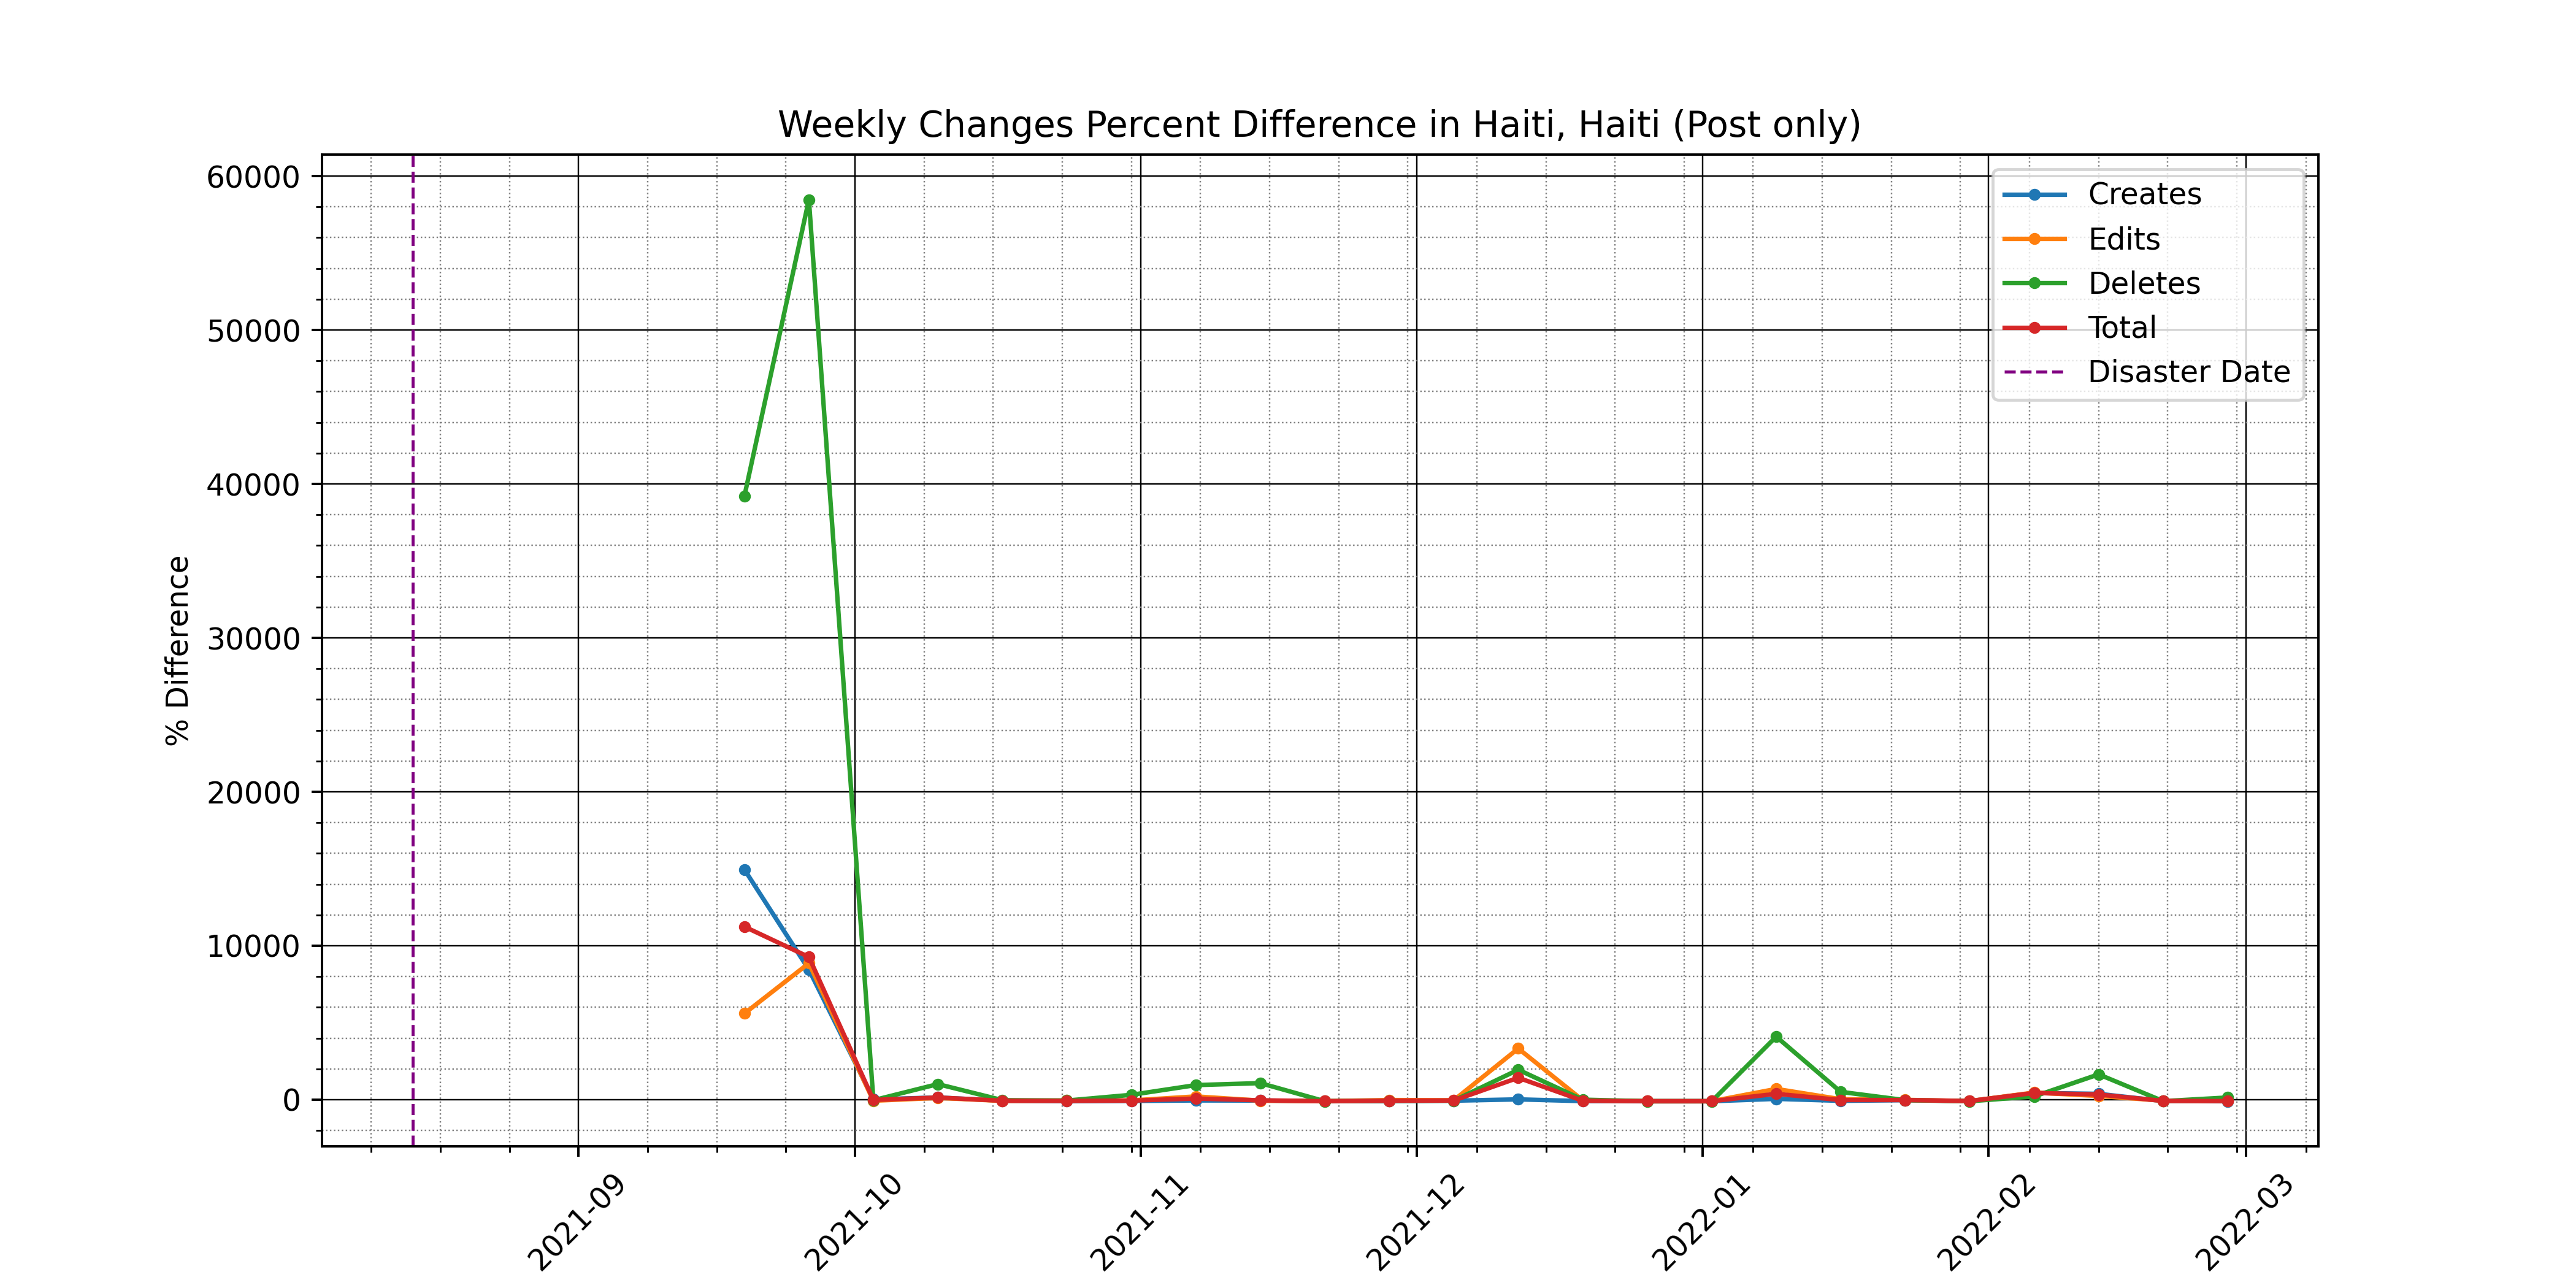 Weekly Changes Percent Difference in Haiti, Haiti (Post only)
60000
50000
40000
30000
20000
10000
0
% Difference
Creates
Edits
Deletes
Total
Disaster Date
2021-09
2021-10
2021-11
2021-12
2022-01
2022-02
2022-03